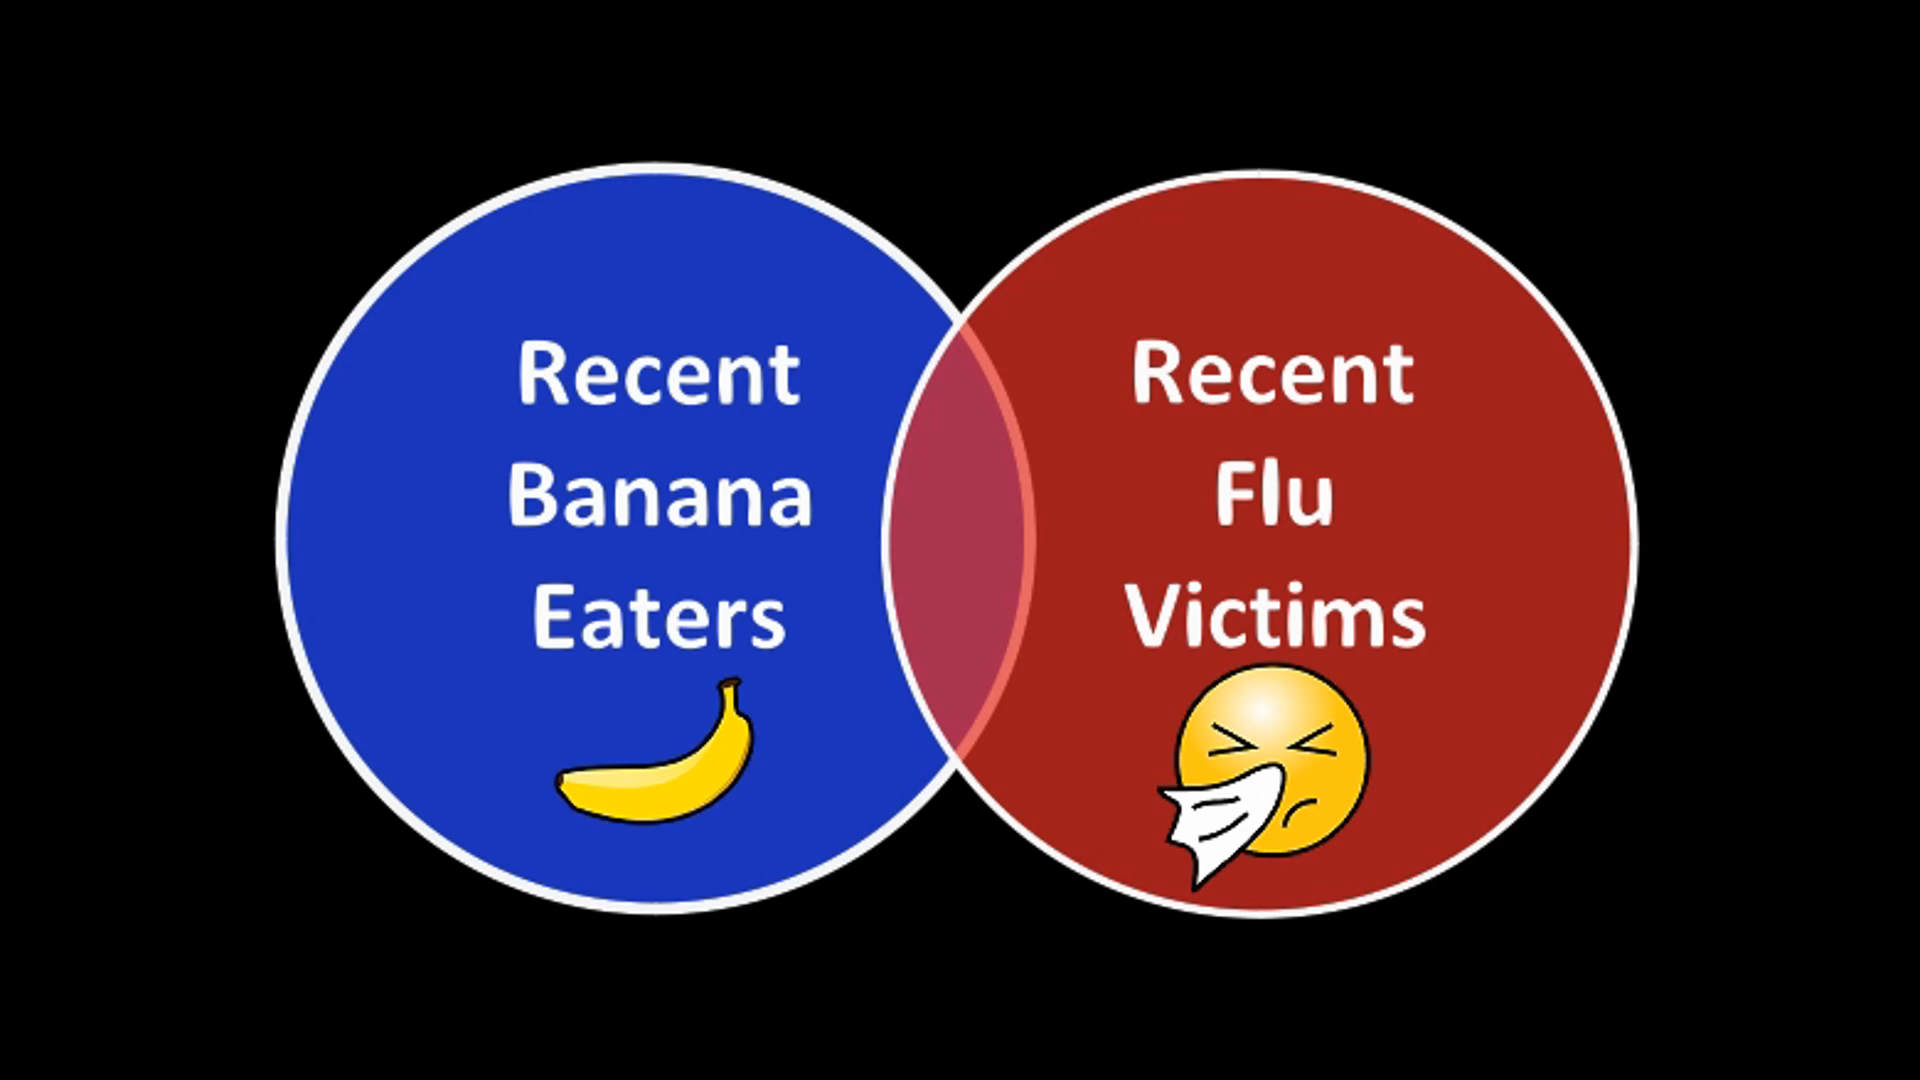 Recent
Banana
Eaters
Recent
Flu
Victims